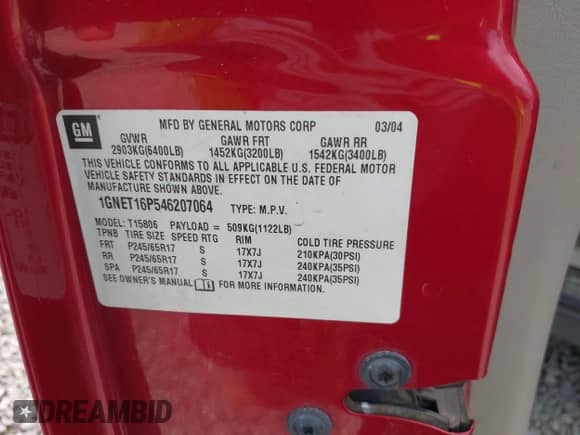 GM
MFD BY GENERAL MOTORS CORP 03/04
GVWR GAWR FRT GAWR RR
2903KG(6400LB) 1452KG(3200LB) 1542KG(3400LB)
THIS VEHICLE CONFORMS TO ALL APPLICABLE U.S. FEDERAL MOTOR
VEHICLE SAFETY STANDARDS IN EFFECT ON THE DATE OF
MANUFACTURE SHOWN ABOVE.
1GNET16P546207064 TYPE: M.P.V.
MODEL: T15806 PAYLOAD = 509KG(1122LB)
TPNB TIRE SIZE SPEED RTG RIM COLD TIRE PRESSURE
FRT P245/65R17 S 17X7J 210KPA(30PSI)
RR P245/65R17 S 17X7J 240KPA(35PSI)
SPA P245/65R17 S 17X7J 240KPA(35PSI)
SEE OWNER'S MANUAL FOR MORE INFORMATION.
DREAMBID